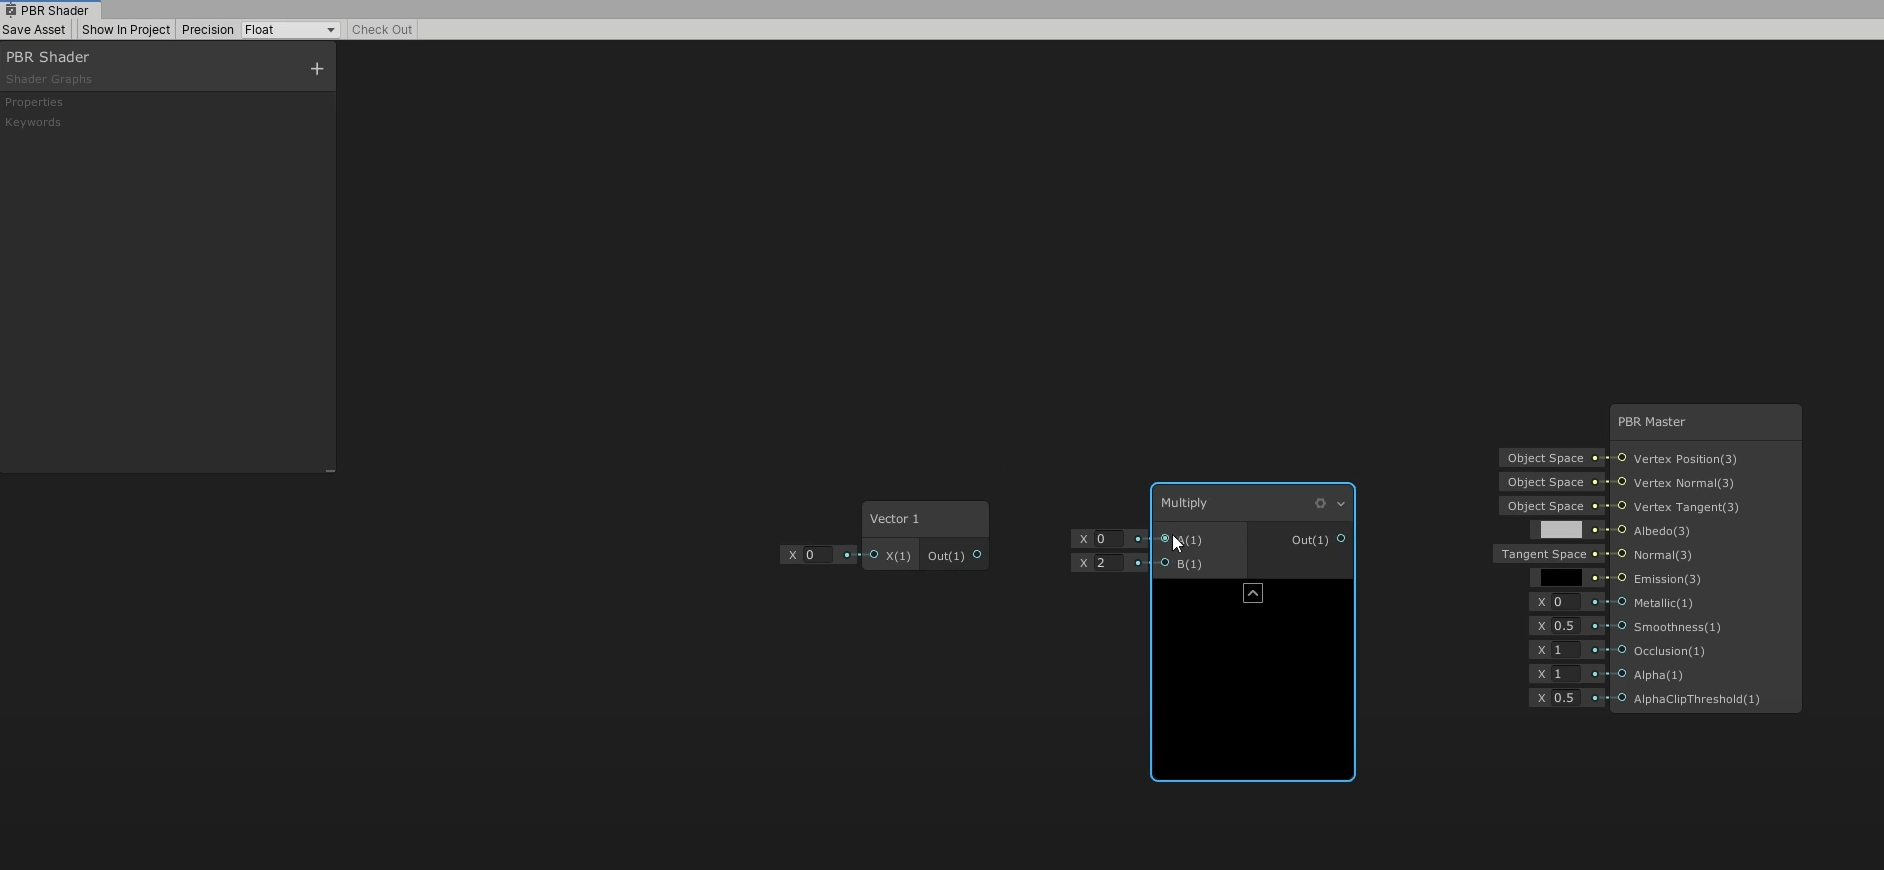 PBR Shader
Save Asset Show In Project Precision Float Check Out
PBR Shader
Shader Graphs
+
Properties
Keywords
Vector 1
X 0 X(1) Out(1)
Multiply
X 0 A(1) Out(1)
X 2 B(1)
PBR Master
Object Space Vertex Position(3)
Object Space Vertex Normal(3)
Object Space Vertex Tangent(3)
Albedo(3)
Tangent Space Normal(3)
Emission(3)
X 0 Metallic(1)
X 0.5 Smoothness(1)
X 1 Occlusion(1)
X 1 Alpha(1)
X 0.5 AlphaClipThreshold(1)